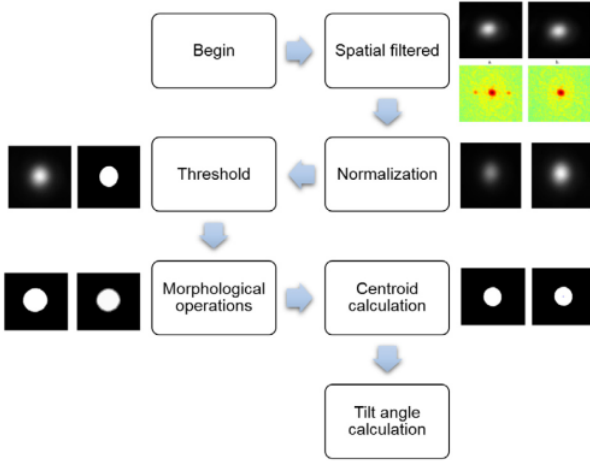 Begin
Spatial filtered
Threshold
Normalization
Morphological
operations
Centroid
calculation
Tilt angle
calculation